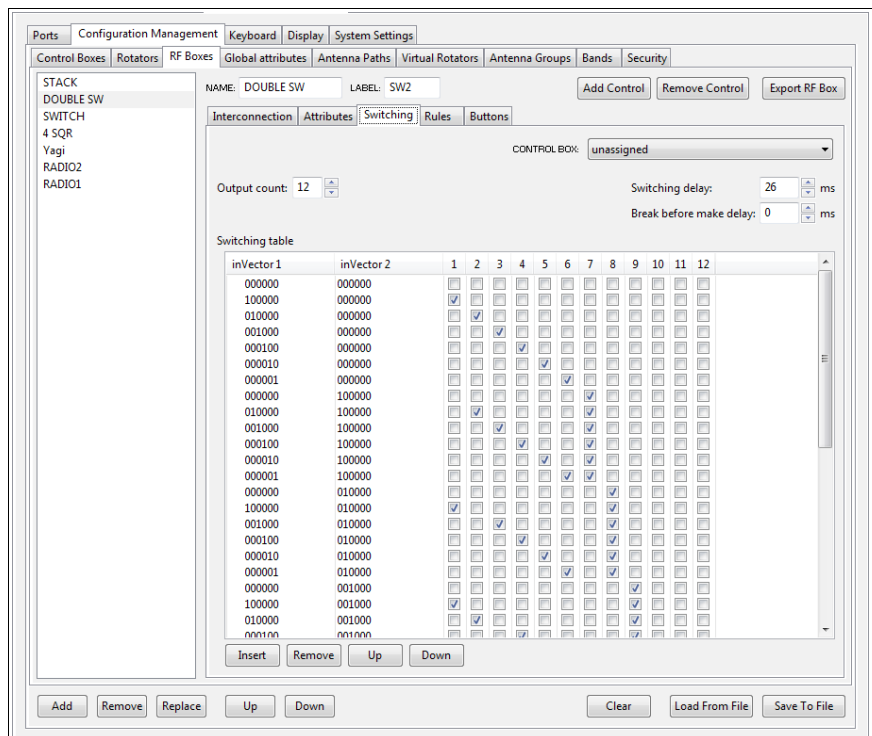 Ports Configuration Management Keyboard Display System Settings
Control Boxes Rotators RF Boxes Global attributes Antenna Paths Virtual Rotators Antenna Groups Bands Security
STACK
DOUBLE SW
SWITCH
4 SQR
Yagi
RADIO2
RADIO1
NAME: DOUBLE SW LABEL: SW2 Add Control Remove Control Export RF Box
Interconnection Attributes Switching Rules Buttons
CONTROL BOX: unassigned
Output count: 12 Switching delay: 26 ms
Break before make delay: 0 ms
Switching table
inVector 1 inVector 2 1 2 3 4 5 6 7 8 9 10 11 12
000000 000000
100000 000000
010000 000000
001000 000000
000100 000000
000010 000000
000001 000000
000000 100000
010000 100000
001000 100000
000100 100000
000010 100000
000001 100000
000000 010000
100000 010000
001000 010000
000100 010000
000010 010000
000001 010000
000000 001000
100000 001000
010000 001000
000100 001000
Insert Remove Up Down
Add Remove Replace Up Down Clear Load From File Save To File